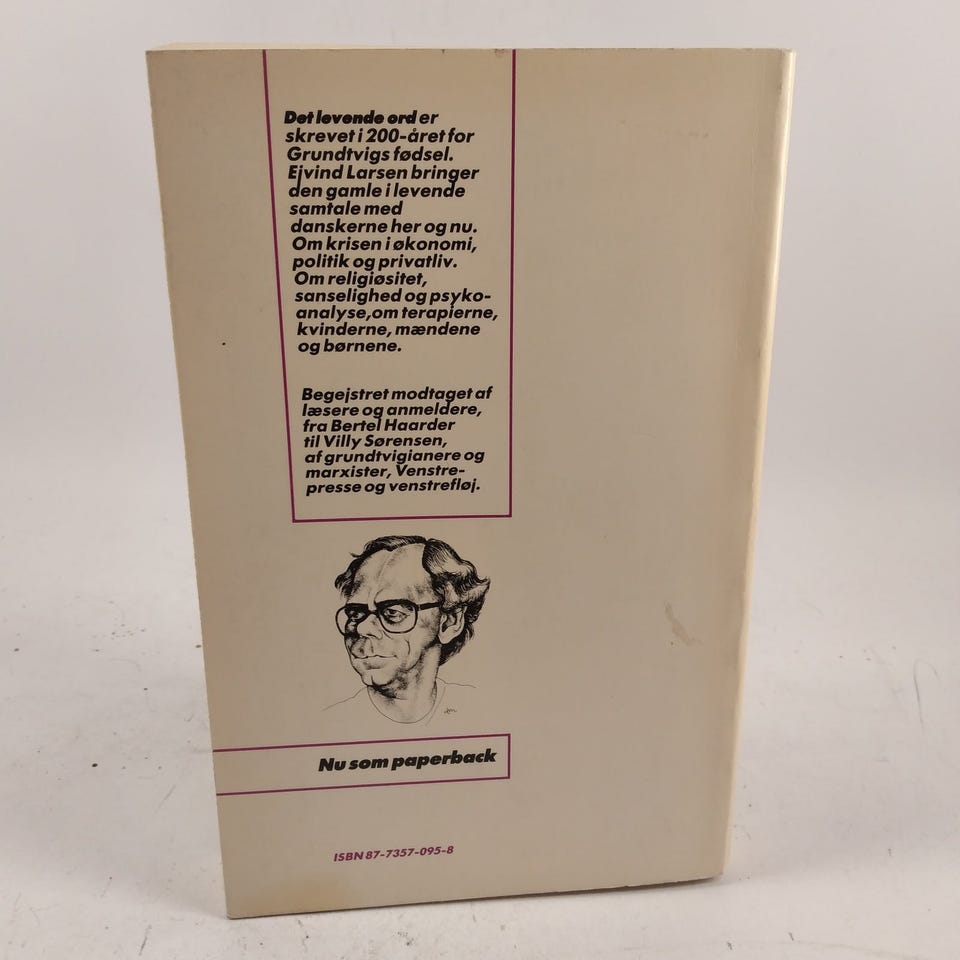 Det levende ord er
skrevet i 200-året for
Grundtvigs fødsel.
Ejvind Larsen bringer
den gamle i levende
samtale med
danskerne her og nu.
Om krisen i økonomi,
politik og privatliv.
Om religiøsitet,
sanselighed og psyko-
analyse,om terapierne,
kvinderne, mændene
og børnene.
Begejstret modtaget af
læsere og anmeldere,
fra Bertel Haarder
til Villy Sørensen,
af grundtvigianere og
marxister, Venstre-
presse og venstrefløj.
Nu som paperback
ISBN 87-7357-095-8